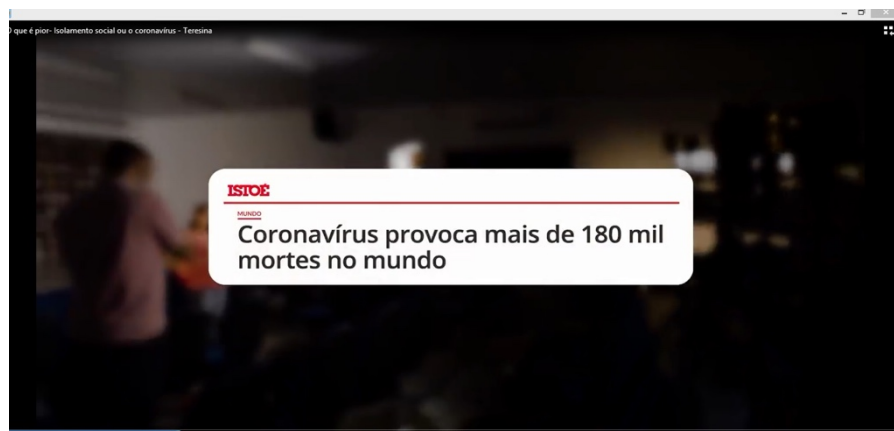 O que é pior- Isolamento social ou o coronavírus - Teresina
ISTOÉ
MUNDO
Coronavírus provoca mais de 180 mil
mortes no mundo